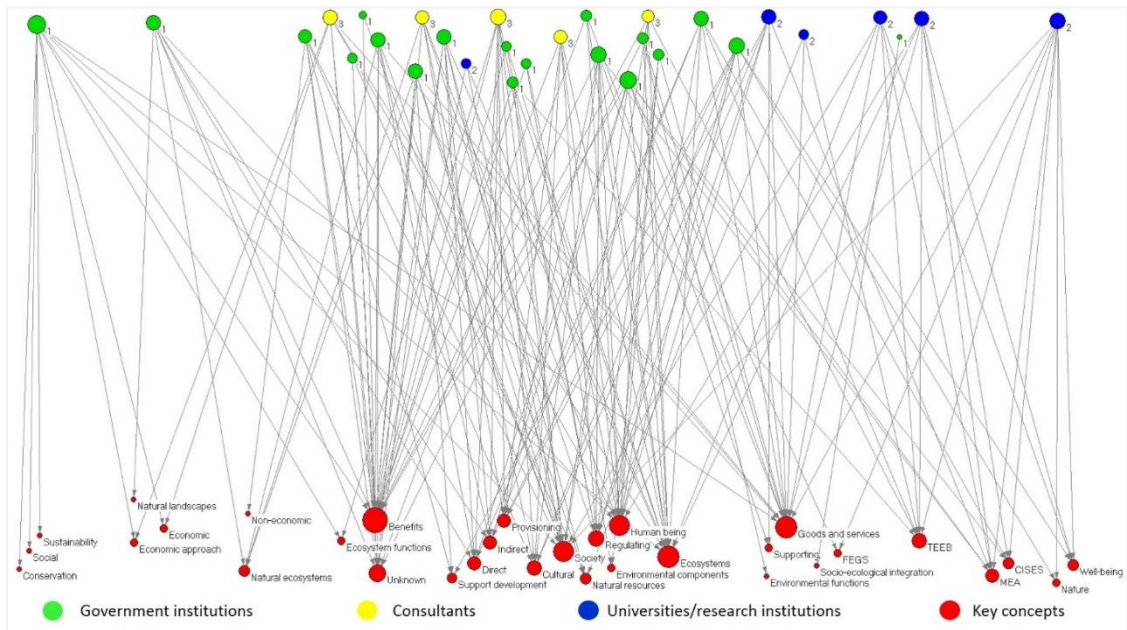 1
1
3
1
3
3
1
3
1
2
2
2
2
1
1
1
1
1
3
1
1
2
1
1
1
1
2
1
1
1
1
Natural landscapes
Non-economic
Benefits
Provisioning
Human being
Goods and services
Sustainability
Economic
Economic approach
Ecosystem functions
Indirect
Society
Regulating
Supporting
FEGS
TEEB
Social
Conservation
Natural ecosystems
Unknown
Support development
Direct
Cultural
Natural resources
Environmental components
Ecosystems
Environmental functions
Socio-ecological integration
MEA
CISES
Nature
Well-being
Government institutions
Consultants
Universities/research institutions
Key concepts